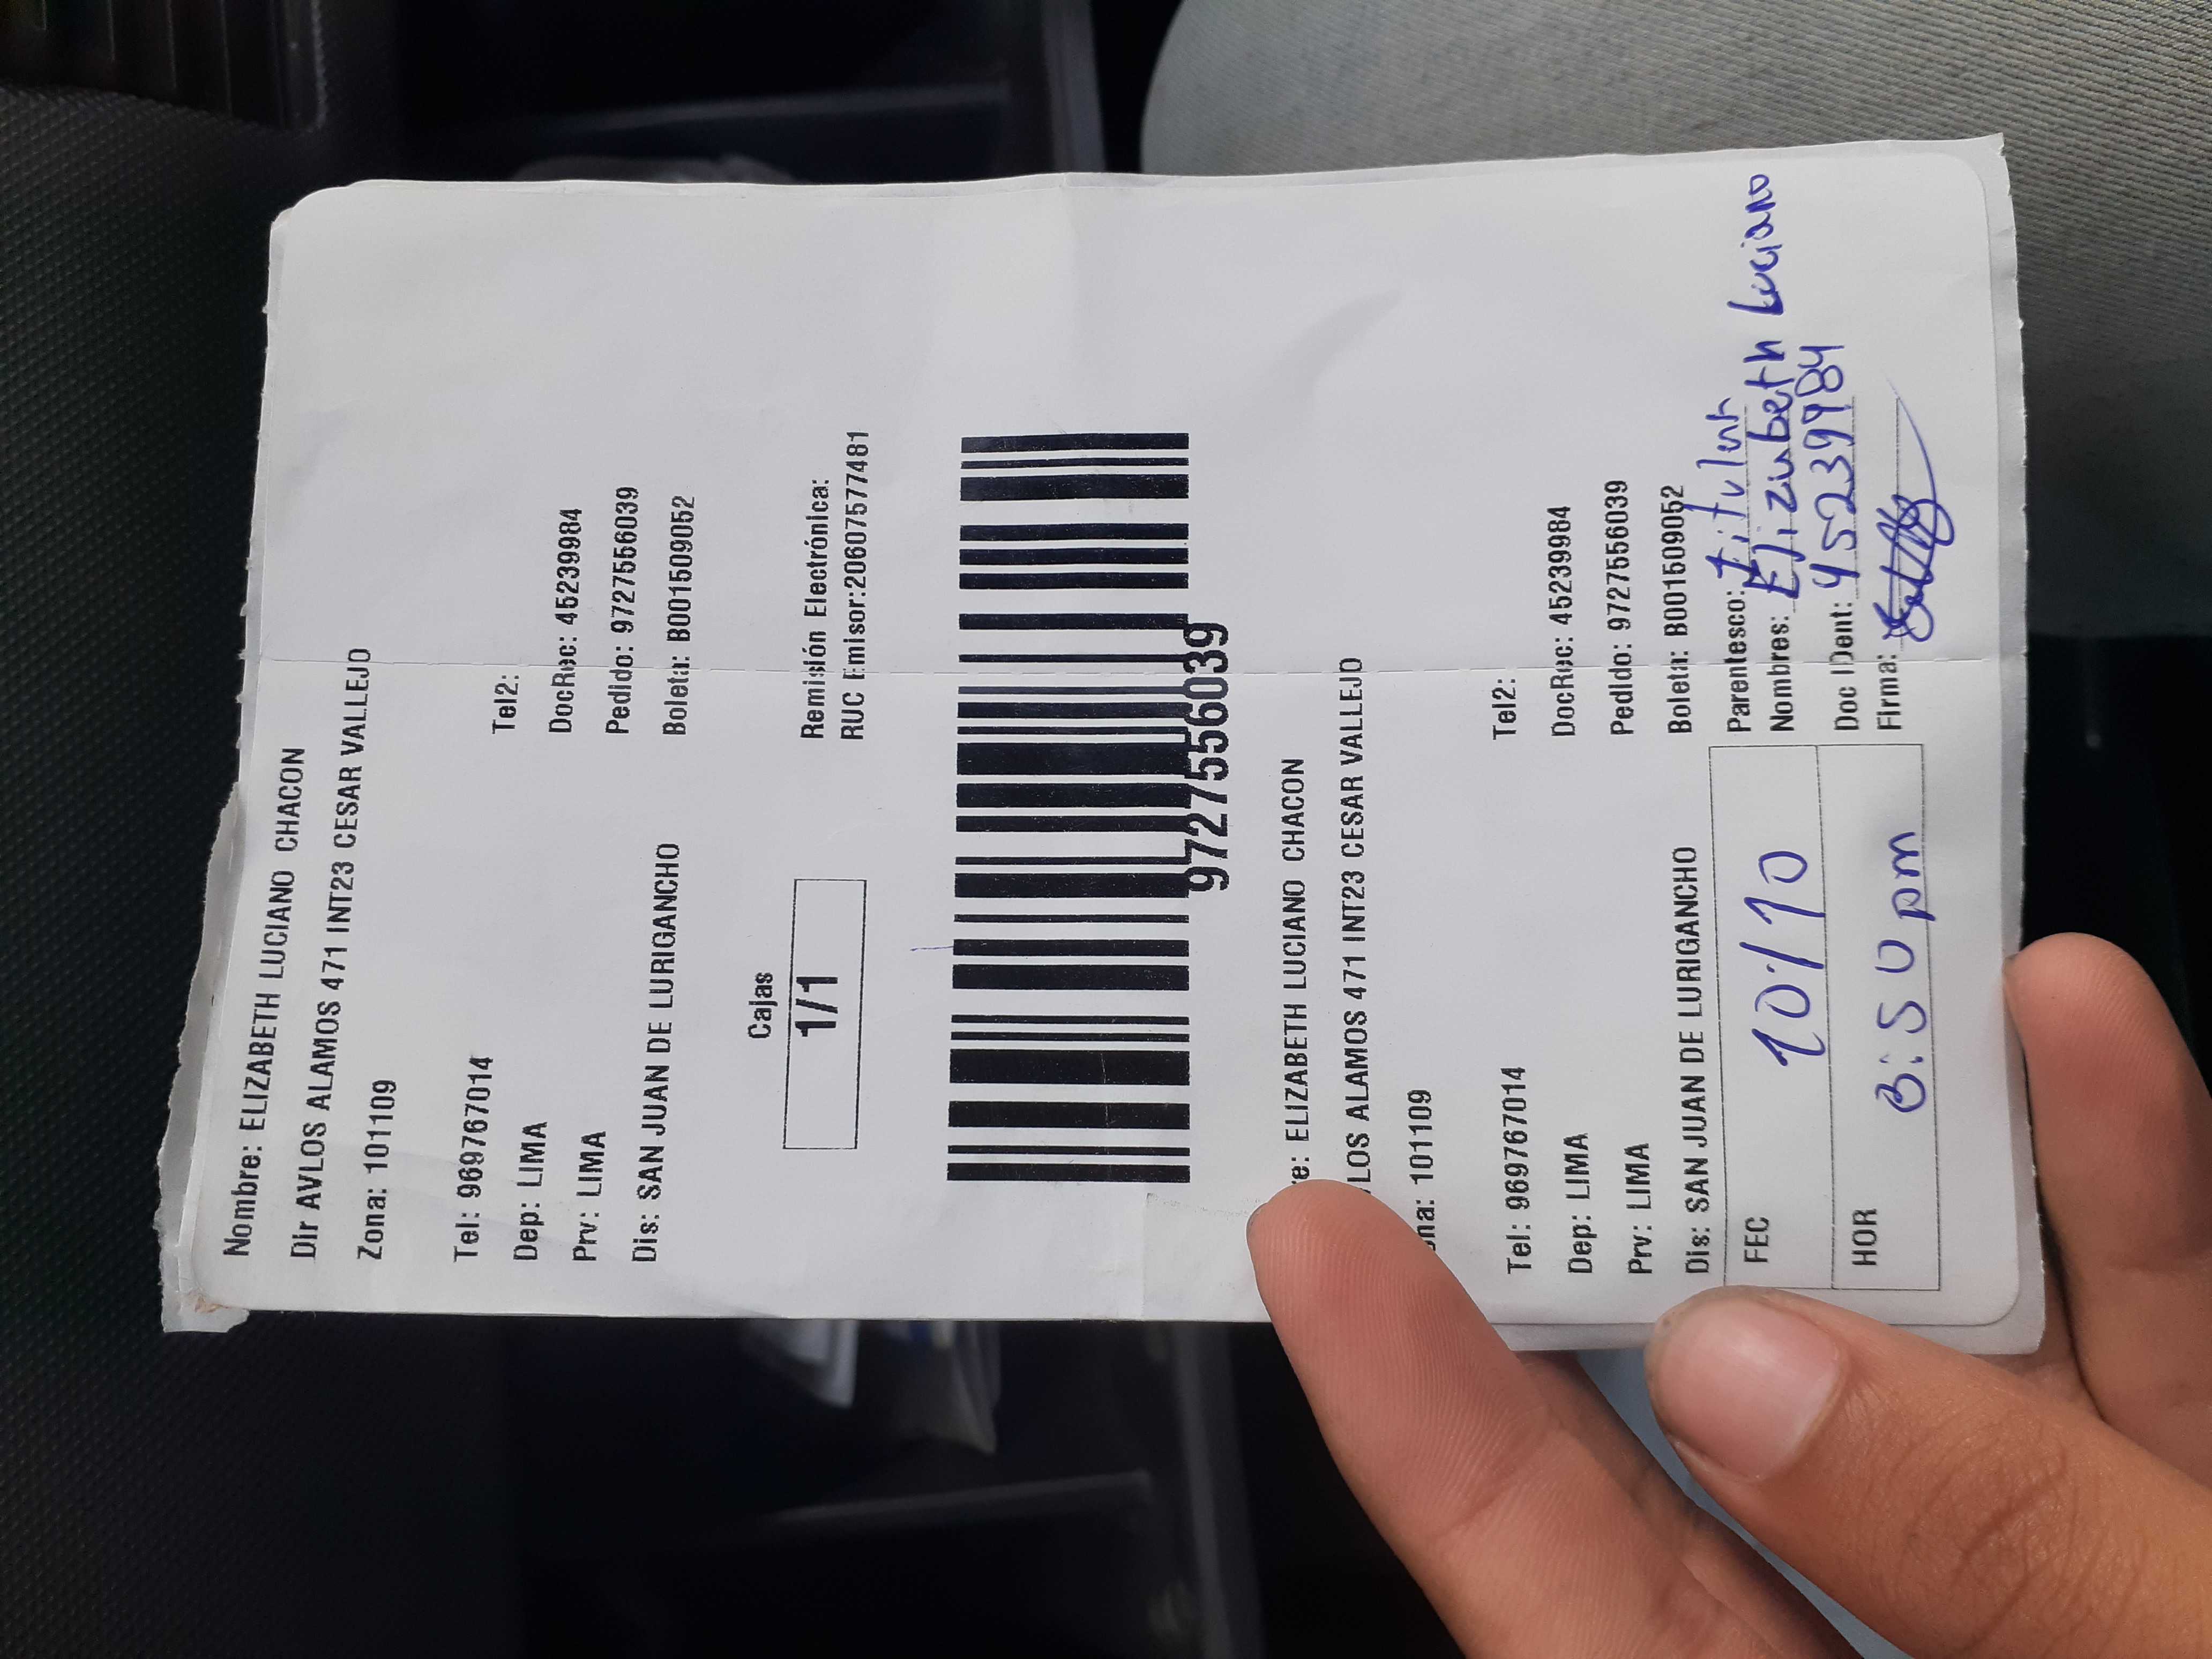 Nombre: ELIZABETH LUCIANO CHACON
Dir AVLOS ALAMOS 471 INT23 CESAR VALLEJO
Zona: 101109
Tel: 969767014 Tel2:
Dep: LIMA DocRec: 45239984
Prv: LIMA Pedido: 9727556039
Dis: SAN JUAN DE LURIGANCHO Boleta: B001509052
Cajas Remisión Electrónica:
1/1 RUC Emisor:20607577481
9727556039
re: ELIZABETH LUCIANO CHACON
LOS ALAMOS 471 INT23 CESAR VALLEJO
na: 101109
Tel: 969767014 Tel2:
Dep: LIMA DocRec: 45239984
Prv: LIMA Pedido: 9727556039
Dis: SAN JUAN DE LURIGANCHO Boleta: B001509052
FEC 10/10 Parentesco: Titular
Nombres: Elizabeth Luciano
HOR 3:50 pm Doc IDent: 45239984
Firma: